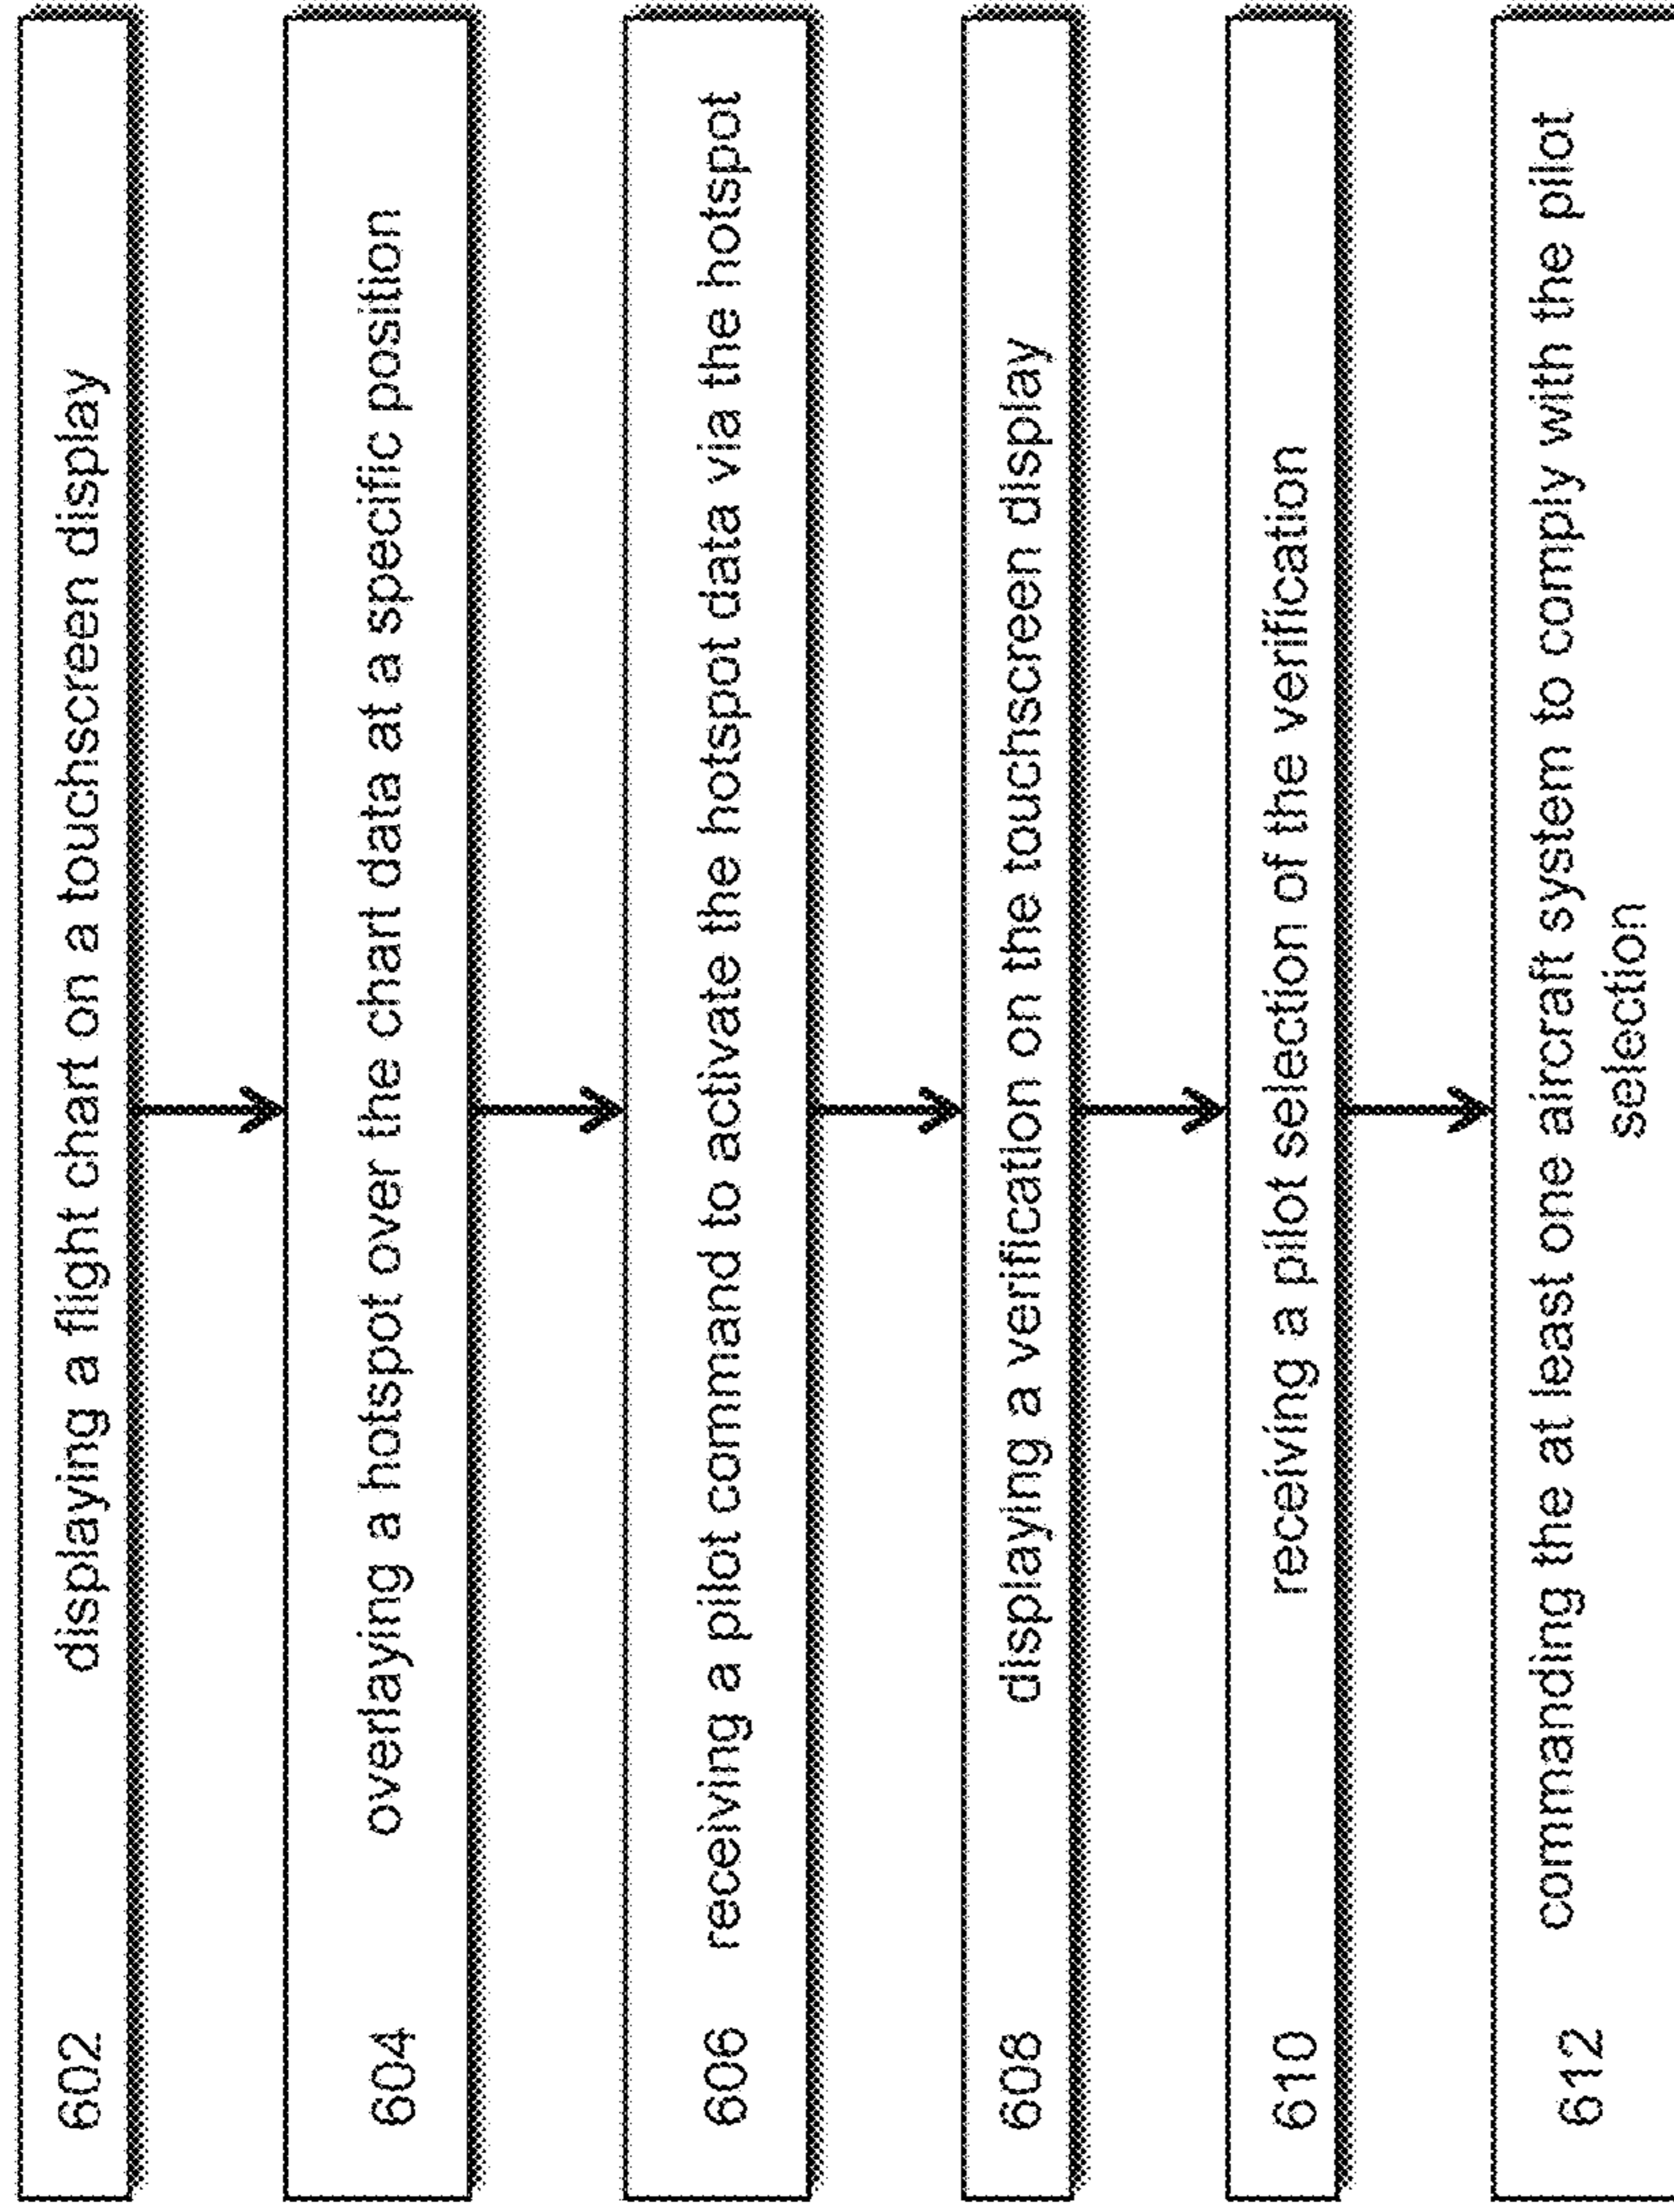 602 displaying a flight chart on a touchscreen display
604 overlaying a hotspot over the chart data at a specific position
606 receiving a pilot command to activate the hotspot data via the hotspot
608 displaying a verification on the touchscreen display
610 receiving a pilot selection of the verification
612 commanding the at least one aircraft system to comply with the pilot
selection